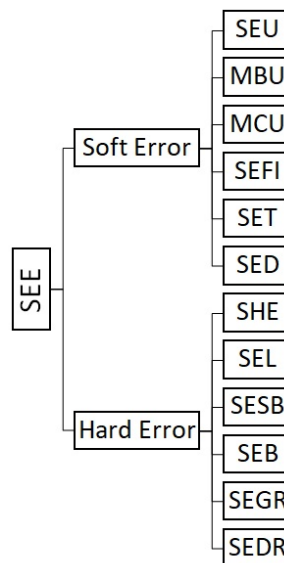 SEE
Soft Error
SEU
MBU
MCU
SEFI
SET
SED
Hard Error
SHE
SEL
SESB
SEB
SEGR
SEDR